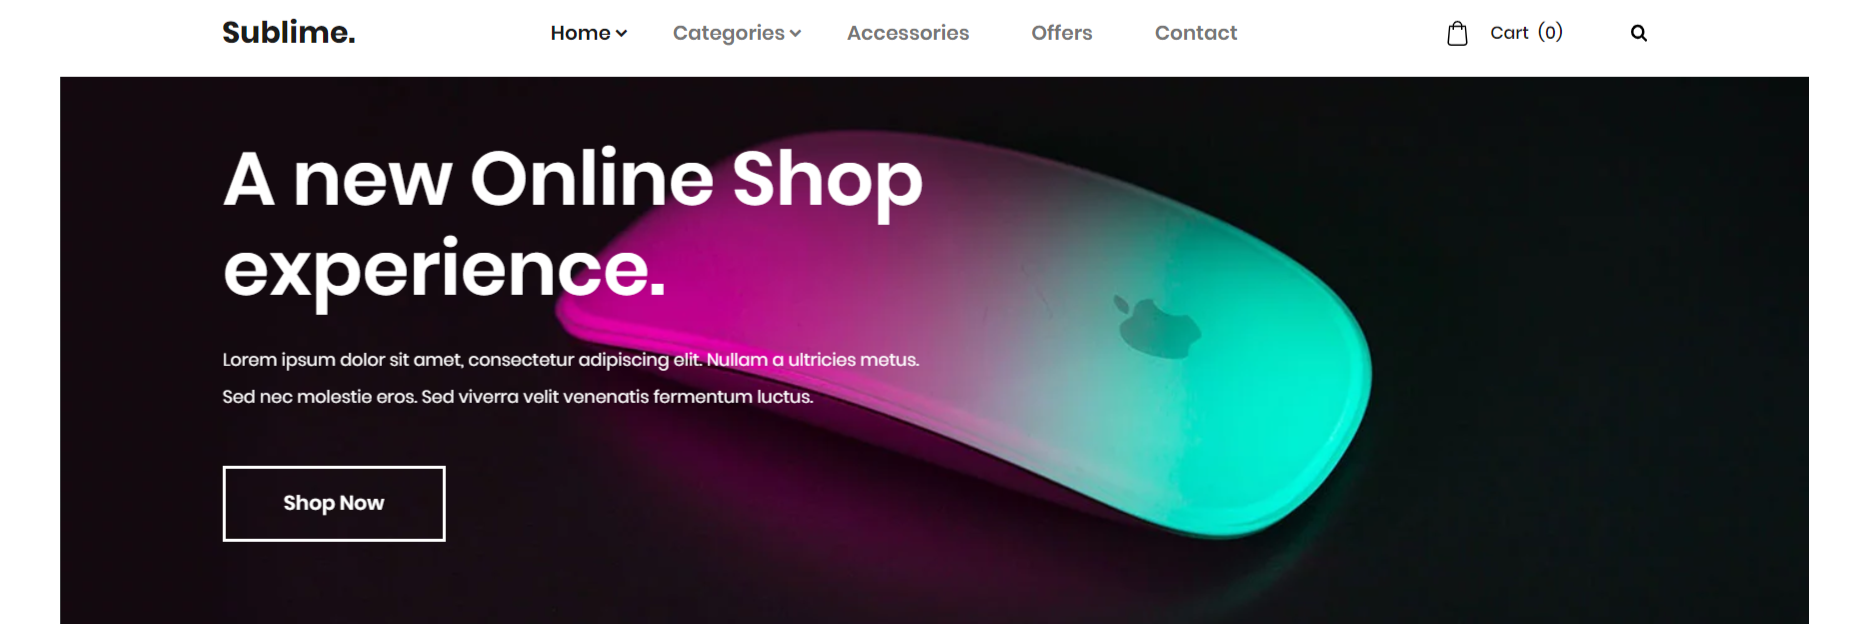 Sublime. Home Categories Accessories Offers Contact Cart (0)
A new Online Shop
experience.
Lorem ipsum dolor sit amet, consectetur adipiscing elit. Nullam a ultricies metus.
Sed nec molestie eros. Sed viverra velit venenatis fermentum luctus.
Shop Now